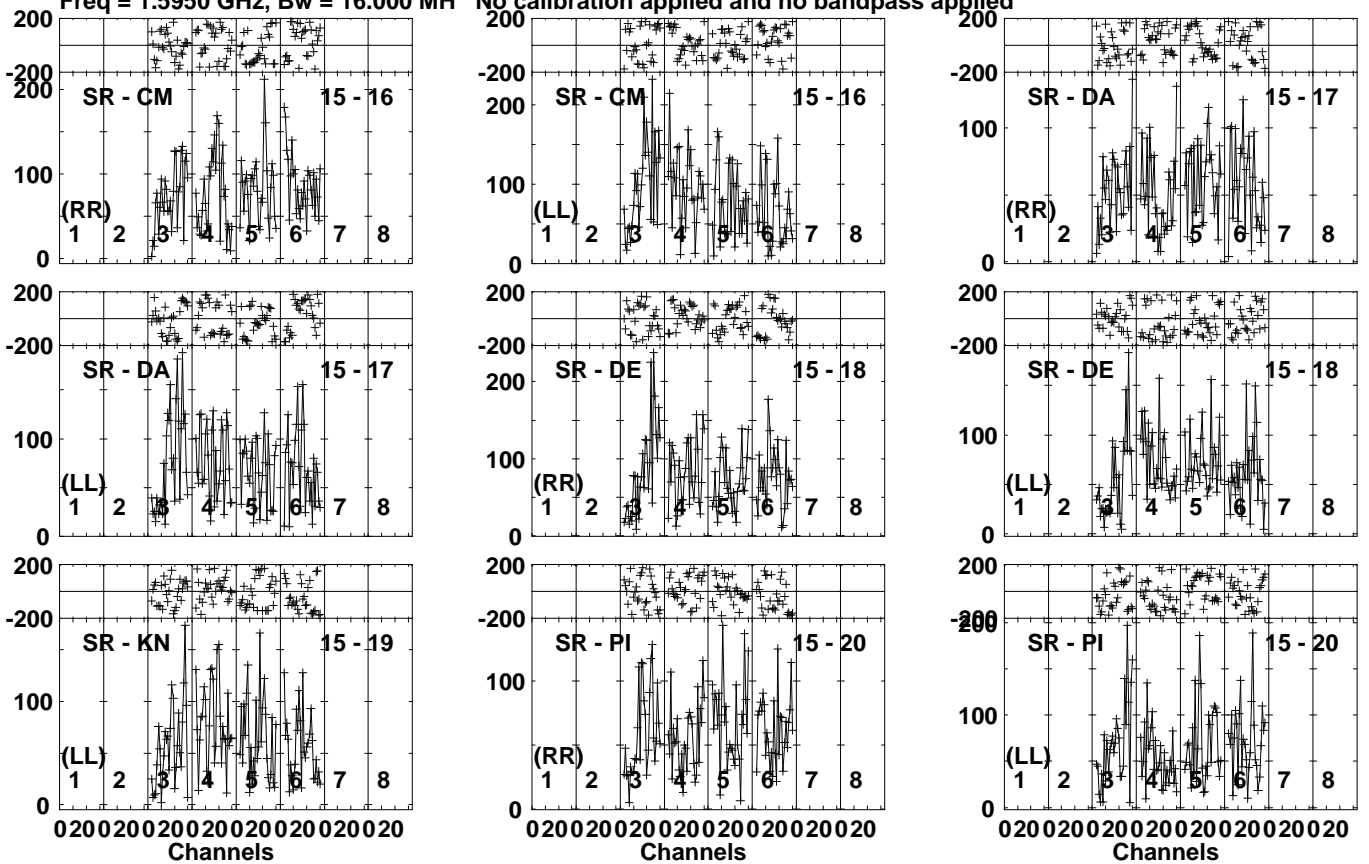 Freq = 1.5950 GHz, Bw = 16.000 MH No calibration applied and no bandpass applied
200 200 200
-200 -200 -200
200 SR - CM 15 - 16 200 SR - CM 15 - 16 SR - DA 15 - 17
100 100 100
(RR) (LL) (RR)
1 2 3 4 5 6 7 8 1 2 3 4 5 6 7 8 1 2 3 4 5 6 7 8
0 0 0
200 200 200
-200 -200 -200
SR - DA 15 - 17 200 SR - DE 15 - 18 SR - DE 15 - 18
100 100 100
(LL) (RR) (LL)
1 2 3 4 5 6 7 8 1 2 3 4 5 6 7 8 1 2 3 4 5 6 7 8
0 0 0
200 200 200
-200 -200 -200
200
SR - KN 15 - 19 SR - PI 15 - 20 SR - PI 15 - 20
100 100 100
(LL) (RR) (LL)
1 2 3 4 5 6 7 8 1 2 3 4 5 6 7 8 1 2 3 4 5 6 7 8
0 0 0
0 20 0 20 0 20 0 20 0 20 0 20 0 20 0 20 0 20 0 20 0 20 0 20 0 20 0 20 0 20 0 20 0 20 0 20 0 20 0 20 0 20 0 20 0 20 0 20
Channels Channels Channels